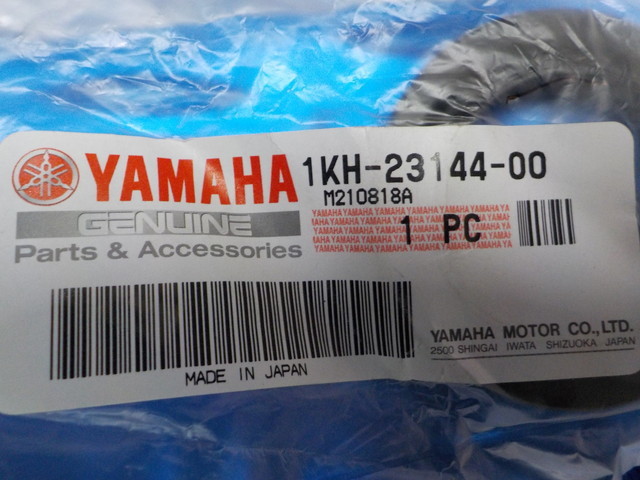 YAMAHA 1KH-23144-00
GENUINE M210818A
Parts & Accessories 1 PC
YAMAHA YAMAHA YAMAHA YAMAHA YAMAHA YAMAHA
YAMAHA MOTOR CO.,LTD.
2500 SHINGAI IWATA SHIZUOKA JAPAN
MADE IN JAPAN